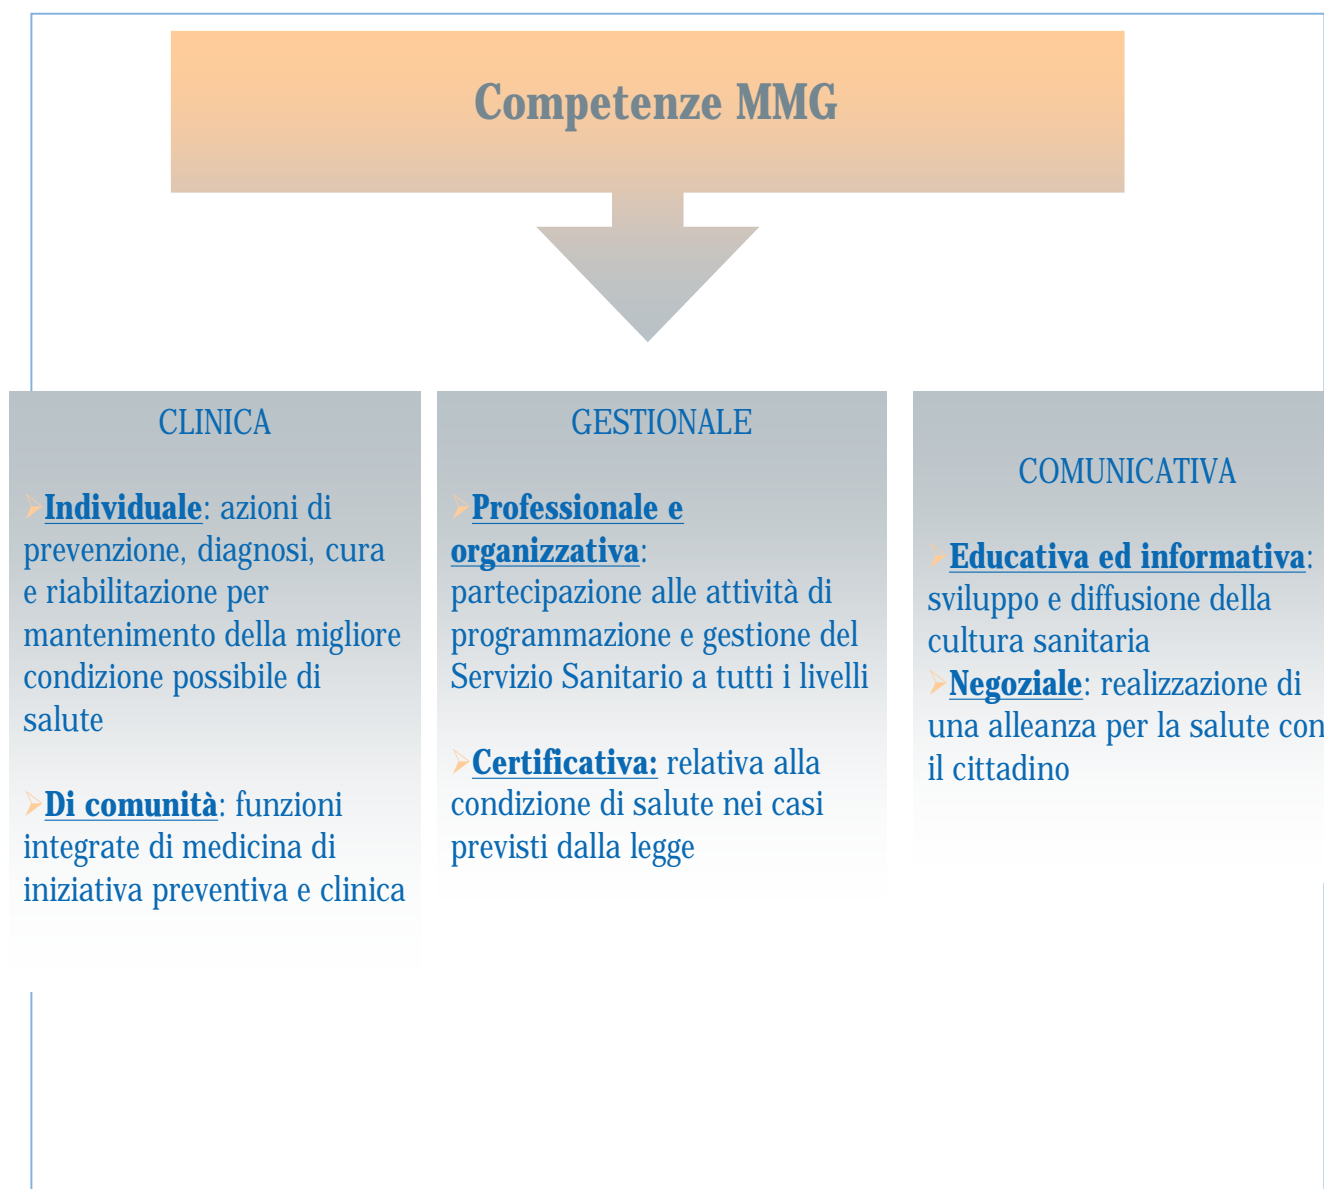 Competenze MMG
CLINICA
➢Individuale: azioni di
prevenzione, diagnosi, cura
e riabilitazione per
mantenimento della migliore
condizione possibile di
salute
➢Di comunità: funzioni
integrate di medicina di
iniziativa preventiva e clinica
GESTIONALE
➢Professionale e
organizzativa:
partecipazione alle attività di
programmazione e gestione del
Servizio Sanitario a tutti i livelli
➢Certificativa: relativa alla
condizione di salute nei casi
previsti dalla legge
COMUNICATIVA
➢Educativa ed informativa:
sviluppo e diffusione della
cultura sanitaria
➢Negoziale: realizzazione di
una alleanza per la salute con
il cittadino